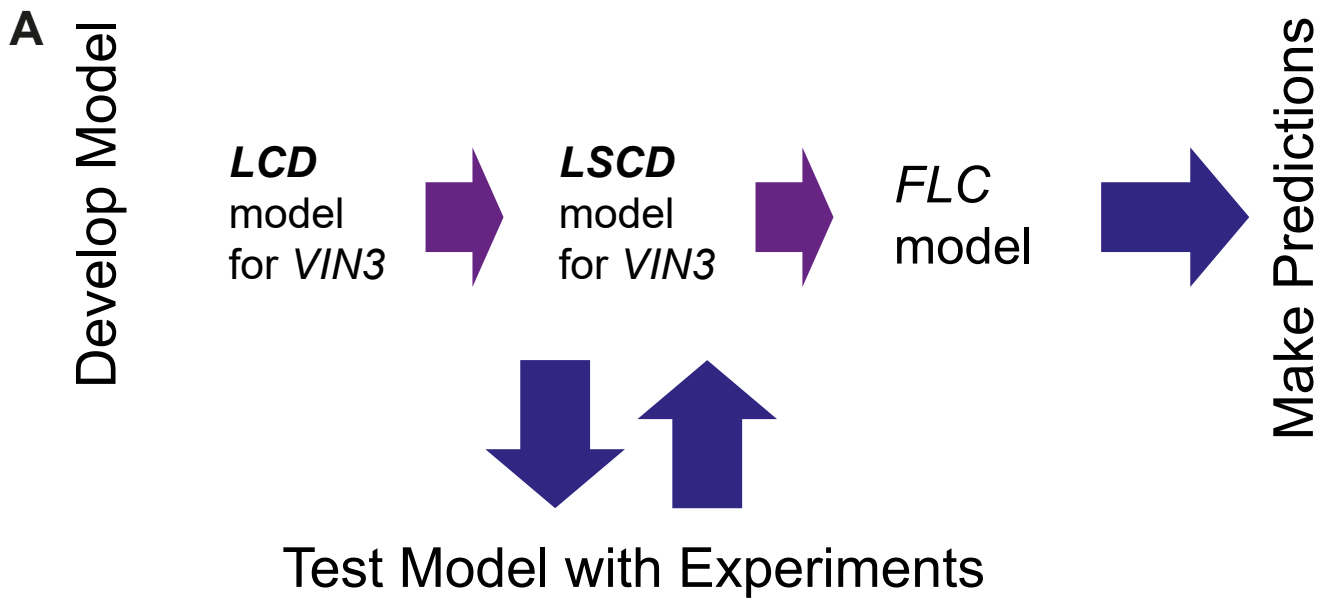 A
Develop Model
LCD
model
for VIN3
LSCD
model
for VIN3
FLC
model
Make Predictions
Test Model with Experiments